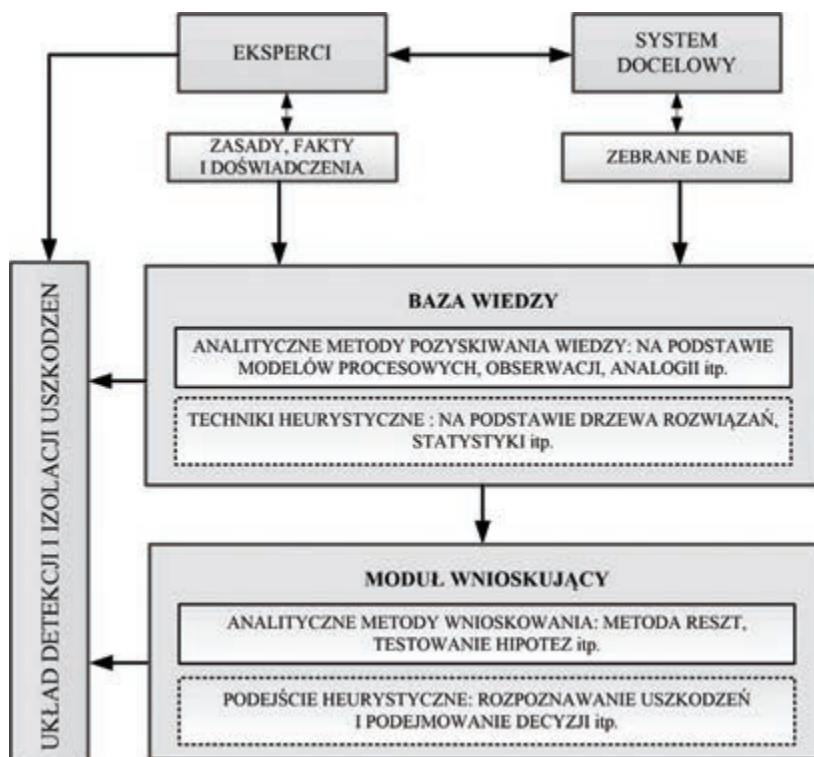 EKSPERCI
SYSTEM
DOCELOWY
ZASADY, FAKTY
I DOŚWIADCZENIA
ZEBRANE DANE
UKŁAD DETEKCJI I IZOLACJI USZKODZEN
BAZA WIEDZY
ANALITYCZNE METODY POZYSKIWANIA WIEDZY: NA PODSTAWIE
MODELÓW PROCESOWYCH, OBSERWACJI, ANALOGII itp.
TECHNIKI HEURYSTYCZNE : NA PODSTAWIE DRZEWA ROZWIĄZAŃ,
STATYSTYKI itp.
MODUŁ WNIOSKUJĄCY
ANALITYCZNE METODY WNIOSKOWANIA: METODA RESZT,
TESTOWANIE HIPOTEZ itp.
PODEJŚCIE HEURYSTYCZNE: ROZPOZNAWANIE USZKODZEŃ
I PODEJMOWANIE DECYZJI itp.